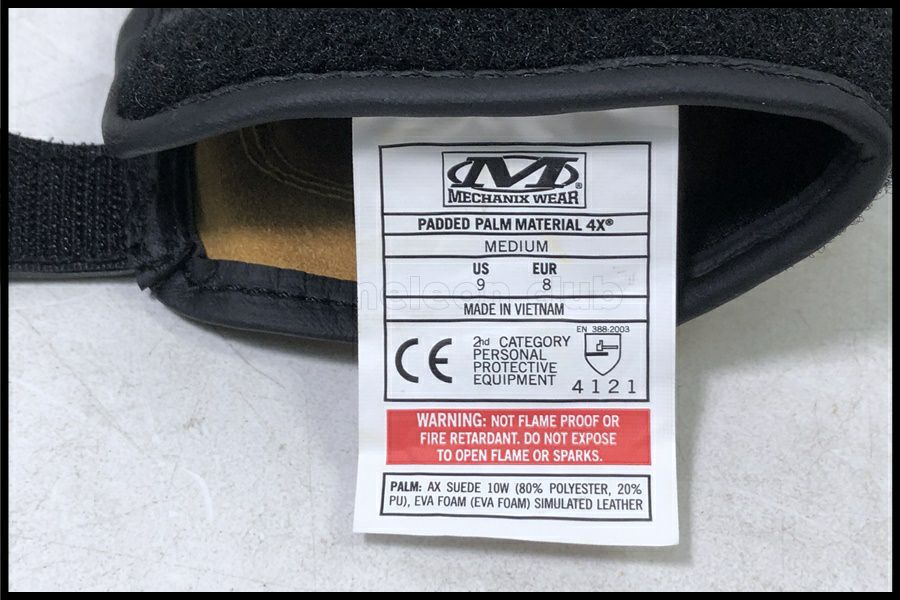 M®
MECHANIX WEAR
PADDED PALM MATERIAL 4X®
MEDIUM
US EUR
9 8
MADE IN VIETNAM
CE
2nd CATEGORY
PERSONAL
PROTECTIVE
EQUIPMENT
EN 388-2003
4121
WARNING: NOT FLAME PROOF OR
FIRE RETARDANT. DO NOT EXPOSE
TO OPEN FLAME OR SPARKS.
PALM: AX SUEDE 10W (80% POLYESTER, 20%
PU), EVA FOAM (EVA FOAM) SIMULATED LEATHER